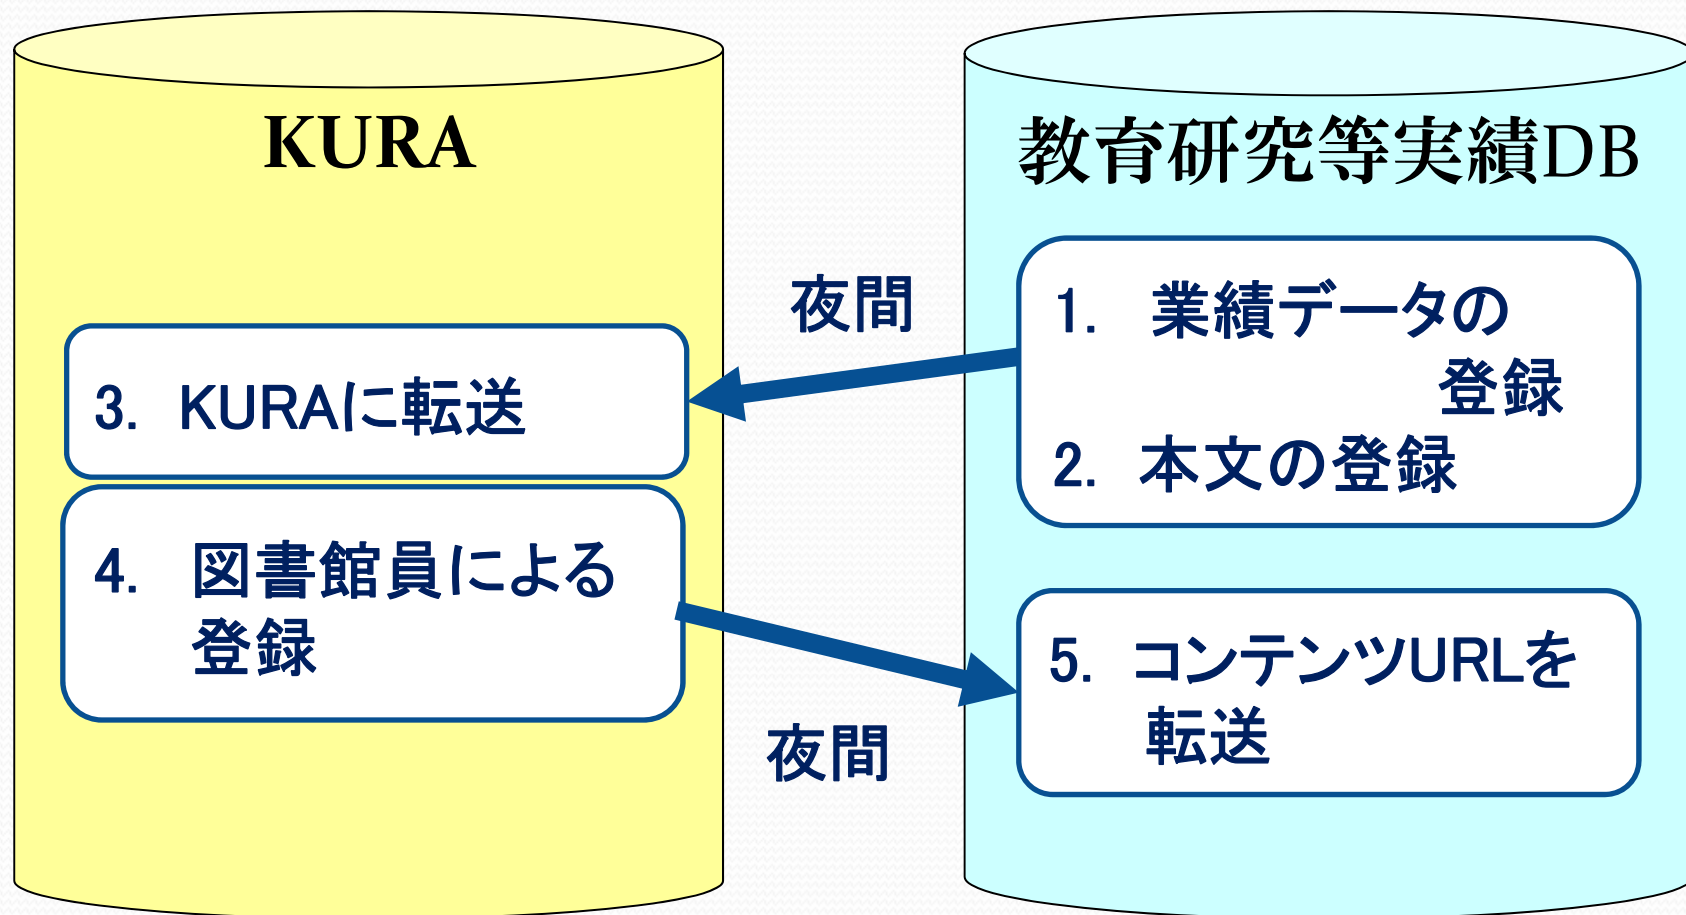 KURA
教育研究等実績DB
夜間
1. 業績データの
登録
2. 本文の登録
3. KURAに転送
4. 図書館員による
登録
夜間
5. コンテンツURLを
転送